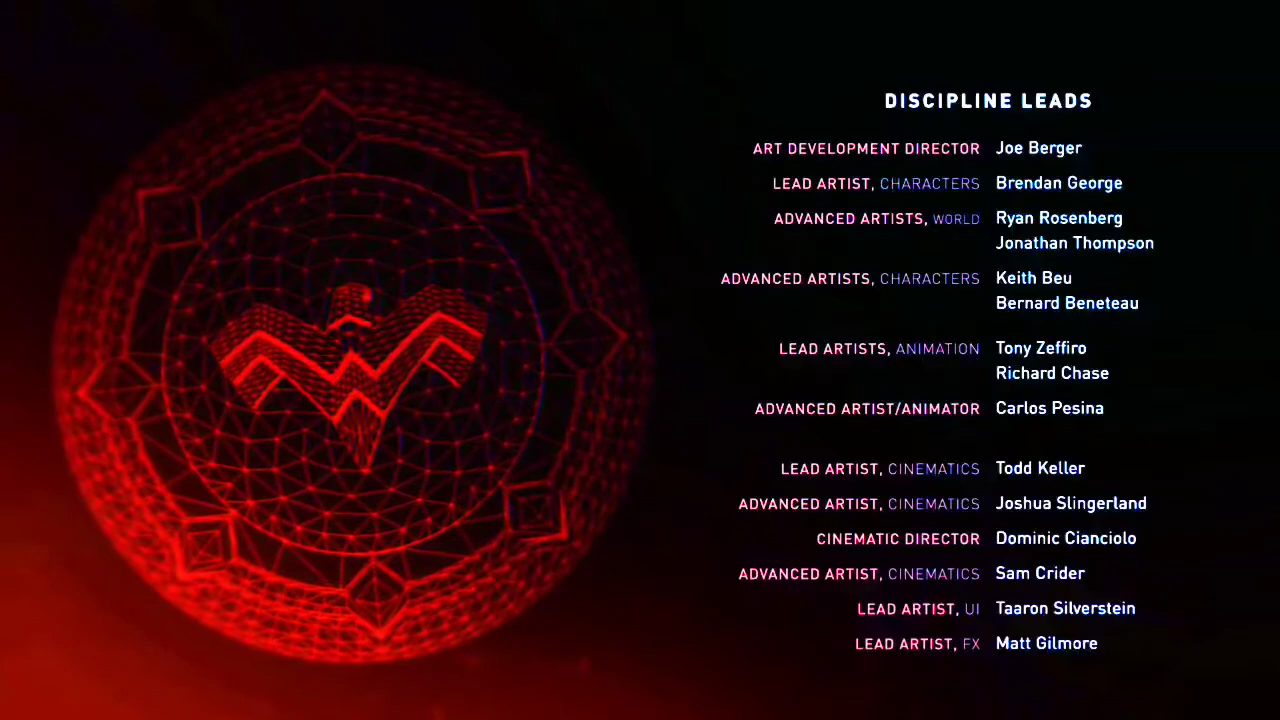 DISCIPLINE LEADS
ART DEVELOPMENT DIRECTOR Joe Berger
LEAD ARTIST, CHARACTERS Brendan George
ADVANCED ARTISTS, WORLD Ryan Rosenberg
Jonathan Thompson
ADVANCED ARTISTS, CHARACTERS Keith Beu
Bernard Beneteau
LEAD ARTISTS, ANIMATION Tony Zeffiro
Richard Chase
ADVANCED ARTIST/ANIMATOR Carlos Pesina
LEAD ARTIST, CINEMATICS Todd Keller
ADVANCED ARTIST, CINEMATICS Joshua Slingerland
CINEMATIC DIRECTOR Dominic Cianciolo
ADVANCED ARTIST, CINEMATICS Sam Crider
LEAD ARTIST, UI Taaron Silverstein
LEAD ARTIST, FX Matt Gilmore